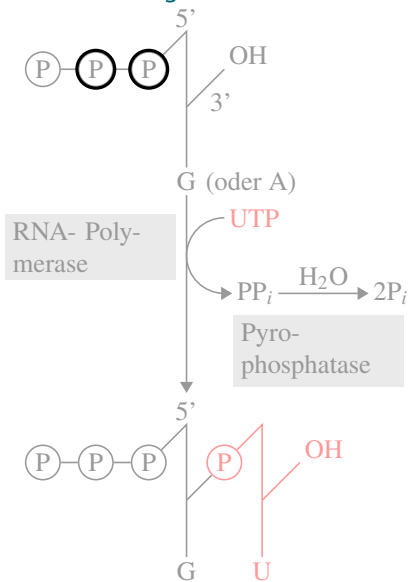 5’
P P P
OH
3’
G (oder A)
UTP
RNA- Poly-
merase
PPᵢ H₂O 2Pᵢ
Pyro-
phosphatase
5’
P P P P OH
G U